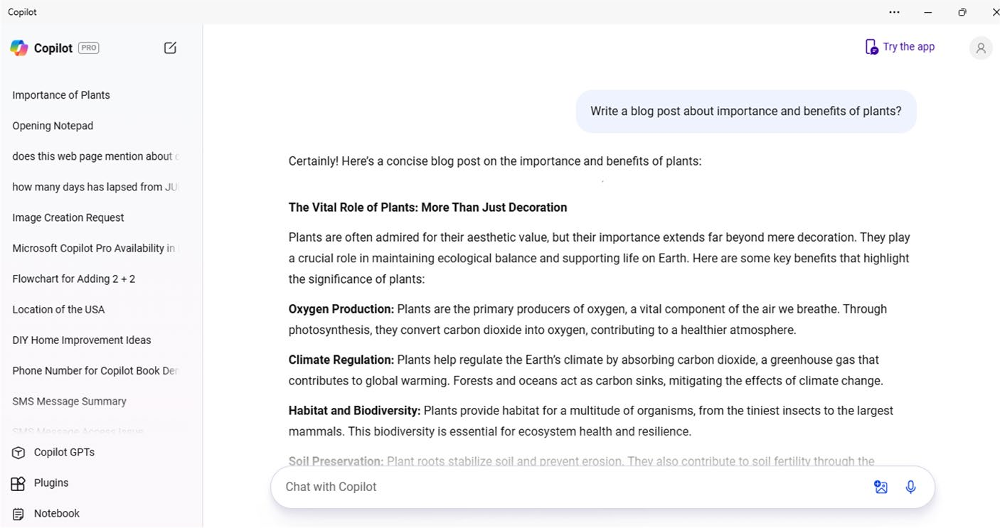 Copilot
Copilot PRO
Try the app
Importance of Plants
Opening Notepad
does this web page mention about
how many days has lapsed from
Image Creation Request
Microsoft Copilot Pro Availability in
Flowchart for Adding 2 + 2
Location of the USA
DIY Home Improvement Ideas
Phone Number for Copilot Book
SMS Message Summary
SMS Message Access Issue
Copilot GPTs
Plugins
Notebook
Write a blog post about importance and benefits of plants?
Certainly! Here’s a concise blog post on the importance and benefits of plants:
The Vital Role of Plants: More Than Just Decoration
Plants are often admired for their aesthetic value, but their importance extends far beyond mere decoration. They play
a crucial role in maintaining ecological balance and supporting life on Earth. Here are some key benefits that highlight
the significance of plants:
Oxygen Production: Plants are the primary producers of oxygen, a vital component of the air we breathe. Through
photosynthesis, they convert carbon dioxide into oxygen, contributing to a healthier atmosphere.
Climate Regulation: Plants help regulate the Earth’s climate by absorbing carbon dioxide, a greenhouse gas that
contributes to global warming. Forests and oceans act as carbon sinks, mitigating the effects of climate change.
Habitat and Biodiversity: Plants provide habitat for a multitude of organisms, from the tiniest insects to the largest
mammals. This biodiversity is essential for ecosystem health and resilience.
Soil Preservation: Plant roots stabilize soil and prevent erosion. They also contribute to soil fertility through the
Chat with Copilot